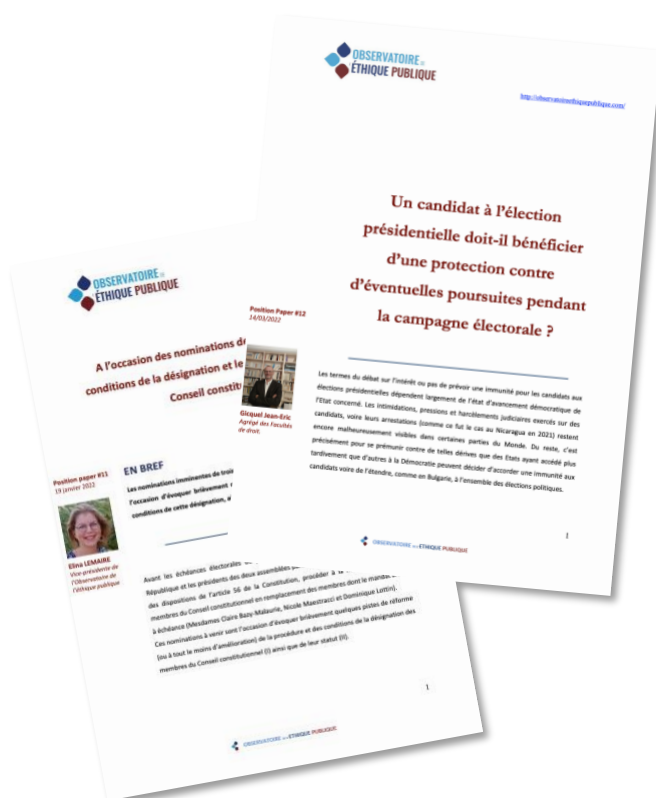 OBSERVATOIRE DE
ÉTHIQUE PUBLIQUE
http://observatoireethiquepublique.com/
Un candidat à l'élection
présidentielle doit-il bénéficier
d'une protection contre
d'éventuelles poursuites pendant
la campagne électorale ?
Position Paper #12
14/03/2022
Gicquel Jean-Eric
Agrégé des Facultés
de droit.
Les termes du débat sur l'intérêt ou pas de prévoir une immunité pour les candidats aux
élections présidentielles dépendent largement de l'état d'avancement démocratique de
l'Etat concerné. Les intimidations, pressions et harcèlements judiciaires exercés sur des
candidats, voire leurs arrestations (comme ce fut le cas au Nicaragua en 2021) restent
encore malheureusement visibles dans certaines parties du Monde. Du reste, c'est
précisément pour se prémunir contre de telles dérives que des Etats ayant accédé plus
tardivement que d'autres à la Démocratie peuvent décider d'accorder une immunité aux
candidats voire de l'étendre, comme en Bulgarie, à l'ensemble des élections politiques.
1
OBSERVATOIRE DE L'ÉTHIQUE PUBLIQUE
OBSERVATOIRE DE
ÉTHIQUE PUBLIQUE
A l'occasion des nominations d
conditions de la désignation et le
Conseil constit
Position paper #11
19 janvier 2022
Elina LEMAIRE
Vice-présidente de
l'Observatoire de
l'éthique publique
EN BREF
Les nominations imminentes de troi
l'occasion d'évoquer brièvement
conditions de cette désignation,
Avant les échéances électorales
République et les présidents des deux assemblées
des dispositions de l'article 56 de la Constitution, procéder à
membres du Conseil constitutionnel en remplacement des membres dont le mandat
à échéance (Mesdames Claire Bazy-Malaurie, Nicole Maestracci et Dominique Lottin).
Ces nominations à venir sont l'occasion d'évoquer brièvement quelques pistes de réforme
(ou à tout le moins d'amélioration) de la procédure et des conditions de la désignation des
membres du Conseil constitutionnel (I) ainsi que de leur statut (II).
1
OBSERVATOIRE DE L'ÉTHIQUE PUBLIQUE